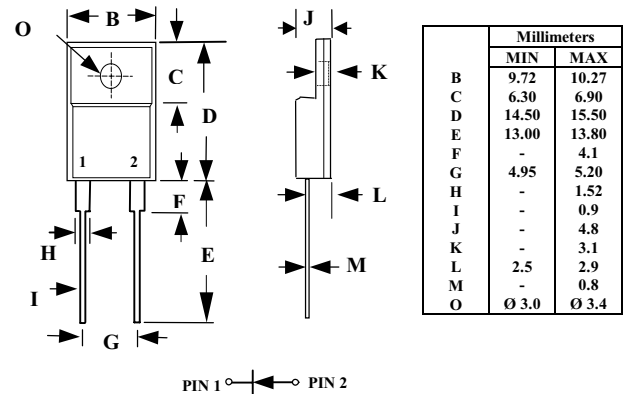 B
J
O
C
K
D
1 2
F
L
H
E
M
I
G
PIN 1 PIN 2
Millimeters
MIN MAX
B 9.72 10.27
C 6.30 6.90
D 14.50 15.50
E 13.00 13.80
F - 4.1
G 4.95 5.20
H - 1.52
I - 0.9
J - 4.8
K - 3.1
L 2.5 2.9
M - 0.8
O Ø 3.0 Ø 3.4